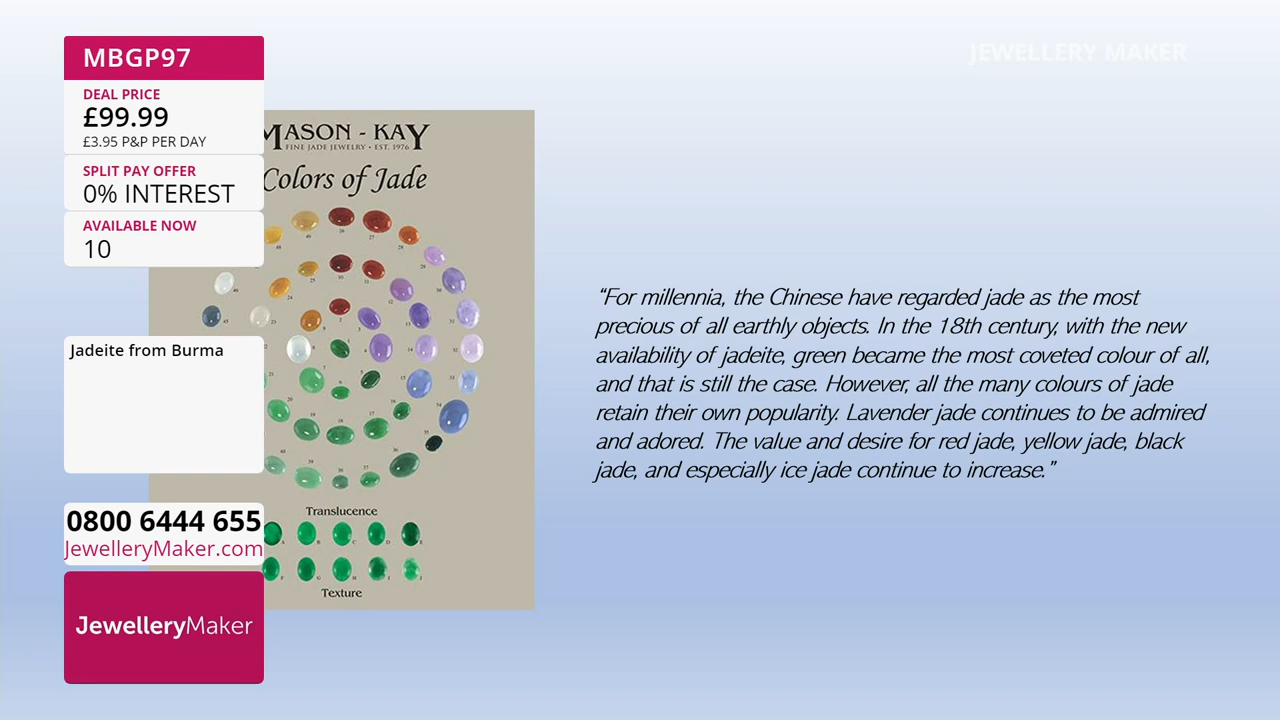 JEWELLERY MAKER
MBGP97
DEAL PRICE
£99.99
£3.95 P&P PER DAY
SPLIT PAY OFFER
0% INTEREST
AVAILABLE NOW
10
Jadeite from Burma
0800 6444 655
JewelleryMaker.com
JewelleryMaker
MASON - KAY
FINE JADE JEWELRY • EST. 1976
Colors of Jade
Translucence
Texture
“For millennia, the Chinese have regarded jade as the most
precious of all earthly objects. In the 18th century, with the new
availability of jadeite, green became the most coveted colour of all,
and that is still the case. However, all the many colours of jade
retain their own popularity. Lavender jade continues to be admired
and adored. The value and desire for red jade, yellow jade, black
jade, and especially ice jade continue to increase.”